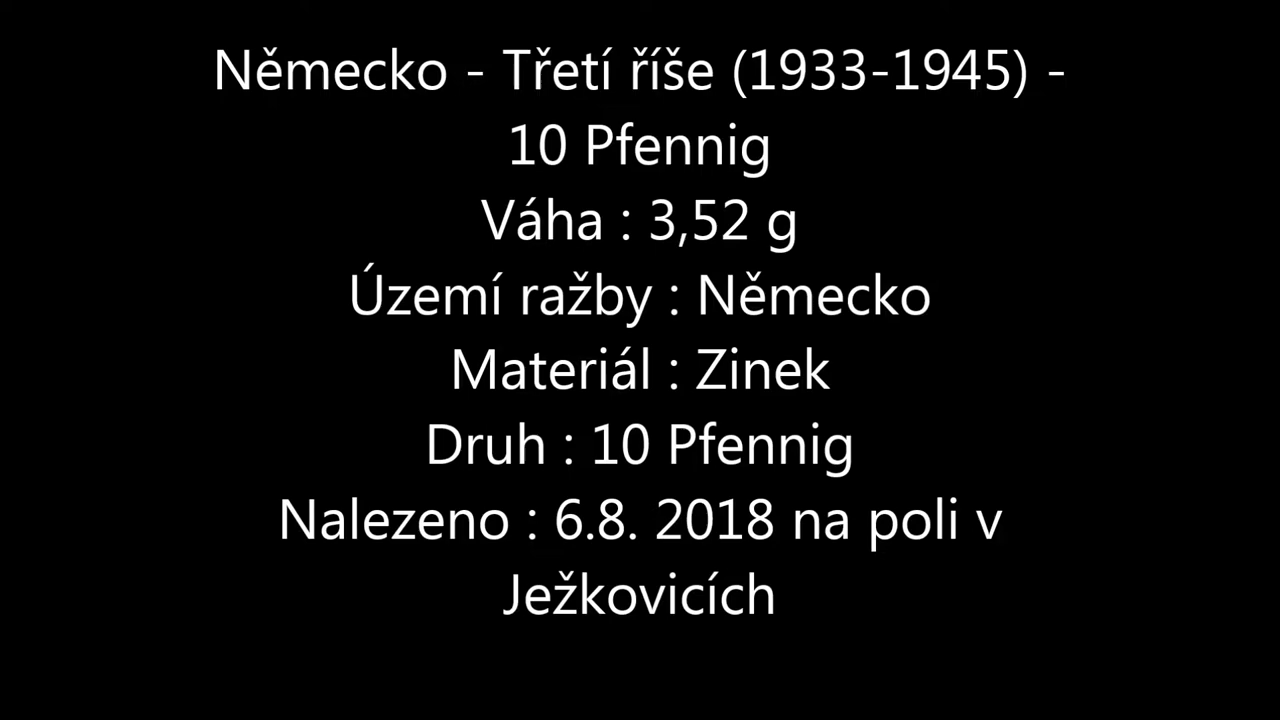 Německo - Třetí říše (1933-1945) -
10 Pfennig
Váha : 3,52 g
Území ražby : Německo
Materiál : Zinek
Druh : 10 Pfennig
Nalezeno : 6.8. 2018 na poli v
Ježkovicích